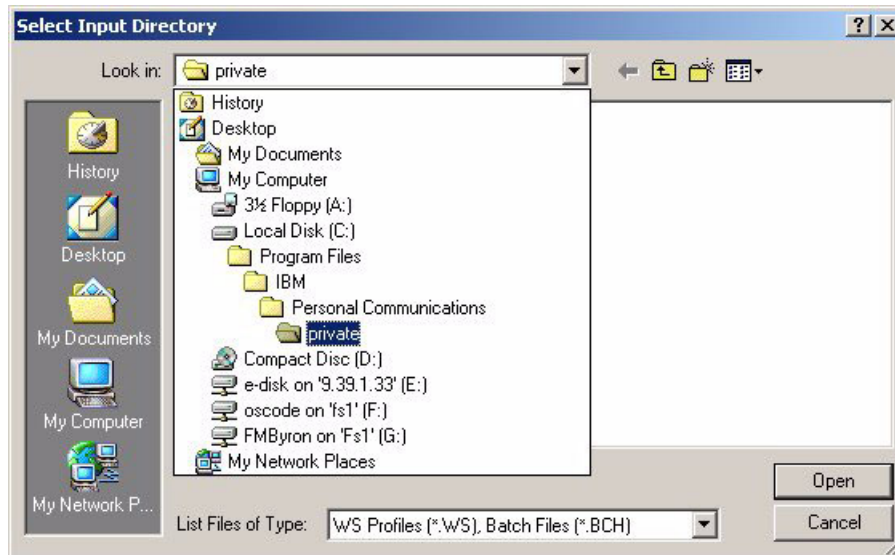 Select Input Directory
Look in: private
History
Desktop
My Documents
My Computer
My Network P...
History
Desktop
My Documents
My Computer
3½ Floppy (A:)
Local Disk (C:)
Program Files
IBM
Personal Communications
private
Compact Disc (D:)
e-disk on '9.39.1.33' (E:)
oscode on 'fs1' (F:)
FMByron on 'Fs1' (G:)
My Network Places
Open
List Files of Type: WS Profiles (*.WS), Batch Files (*.BCH)
Cancel